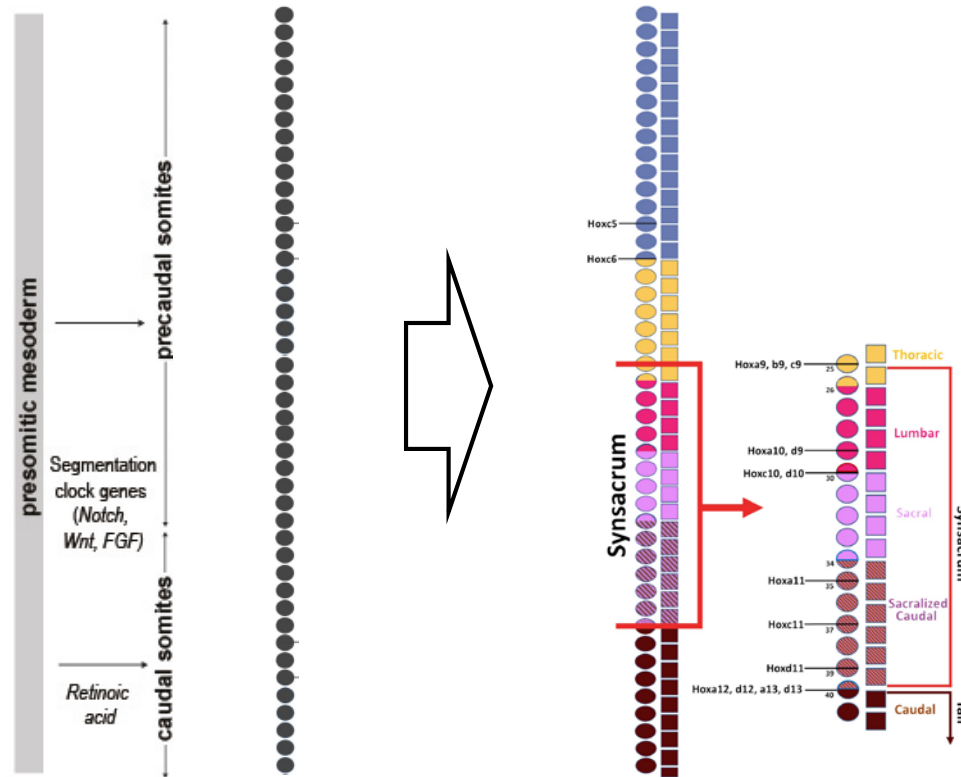 presomitic mesoderm
precaudal somites
Segmentation
clock genes
(Notch,
Wnt, FGF)
caudal somites
Retinoic
acid
Hoxc5
Hoxc6
Synsacrum
Hoxa9, b9, c9
25
Thoracic
26
Lumbar
Hoxa10, d9
Hoxc10, d10
30
Sacral
Synsacrum
34
Hoxa11
35
Sacralized
Caudal
Hoxc11
37
Hoxd11
39
Hoxa12, d12, a13, d13
40
Caudal